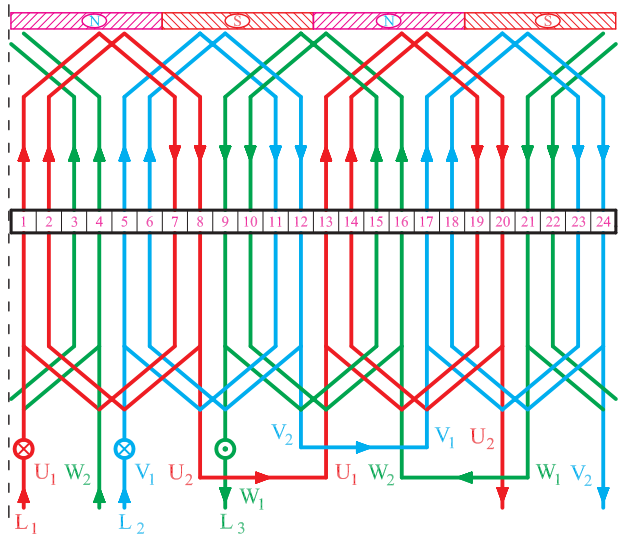 N S N S
1 2 3 4 5 6 7 8 9 10 11 12 13 14 15 16 17 18 19 20 21 22 23 24
V₂ V₁ U₂
U₁ W₂ V₁ U₂ U₁ W₂ W₁ V₂
W₁
L₁ L₂ L₃